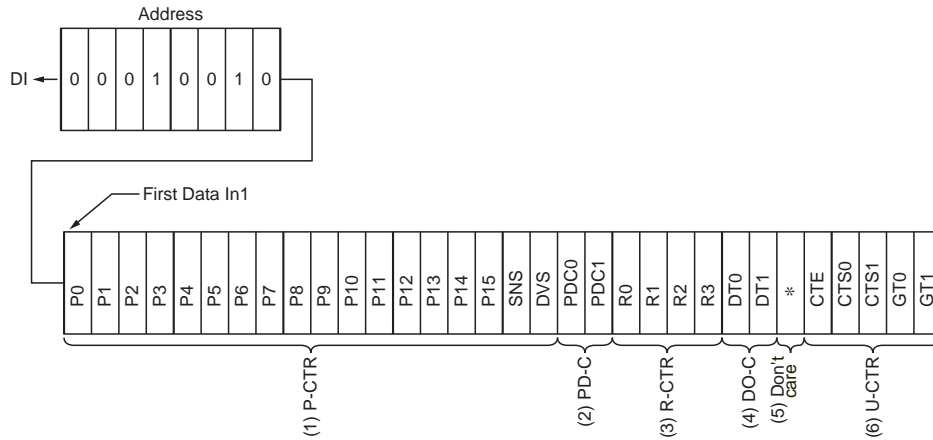 Address
DI
0 0 0 1 0 0 1 0
First Data In1
P0 P1 P2 P3 P4 P5 P6 P7 P8 P9 P10 P11 P12 P13 P14 P15 SNS DVS PDC0 PDC1 R0 R1 R2 R3 DT0 DT1 * CTE CTS0 CTS1 GT0 GT1
(1) P-CTR
(2) PD-C
(3) R-CTR
(4) DO-C
(5) Don't
care
(6) U-CTR